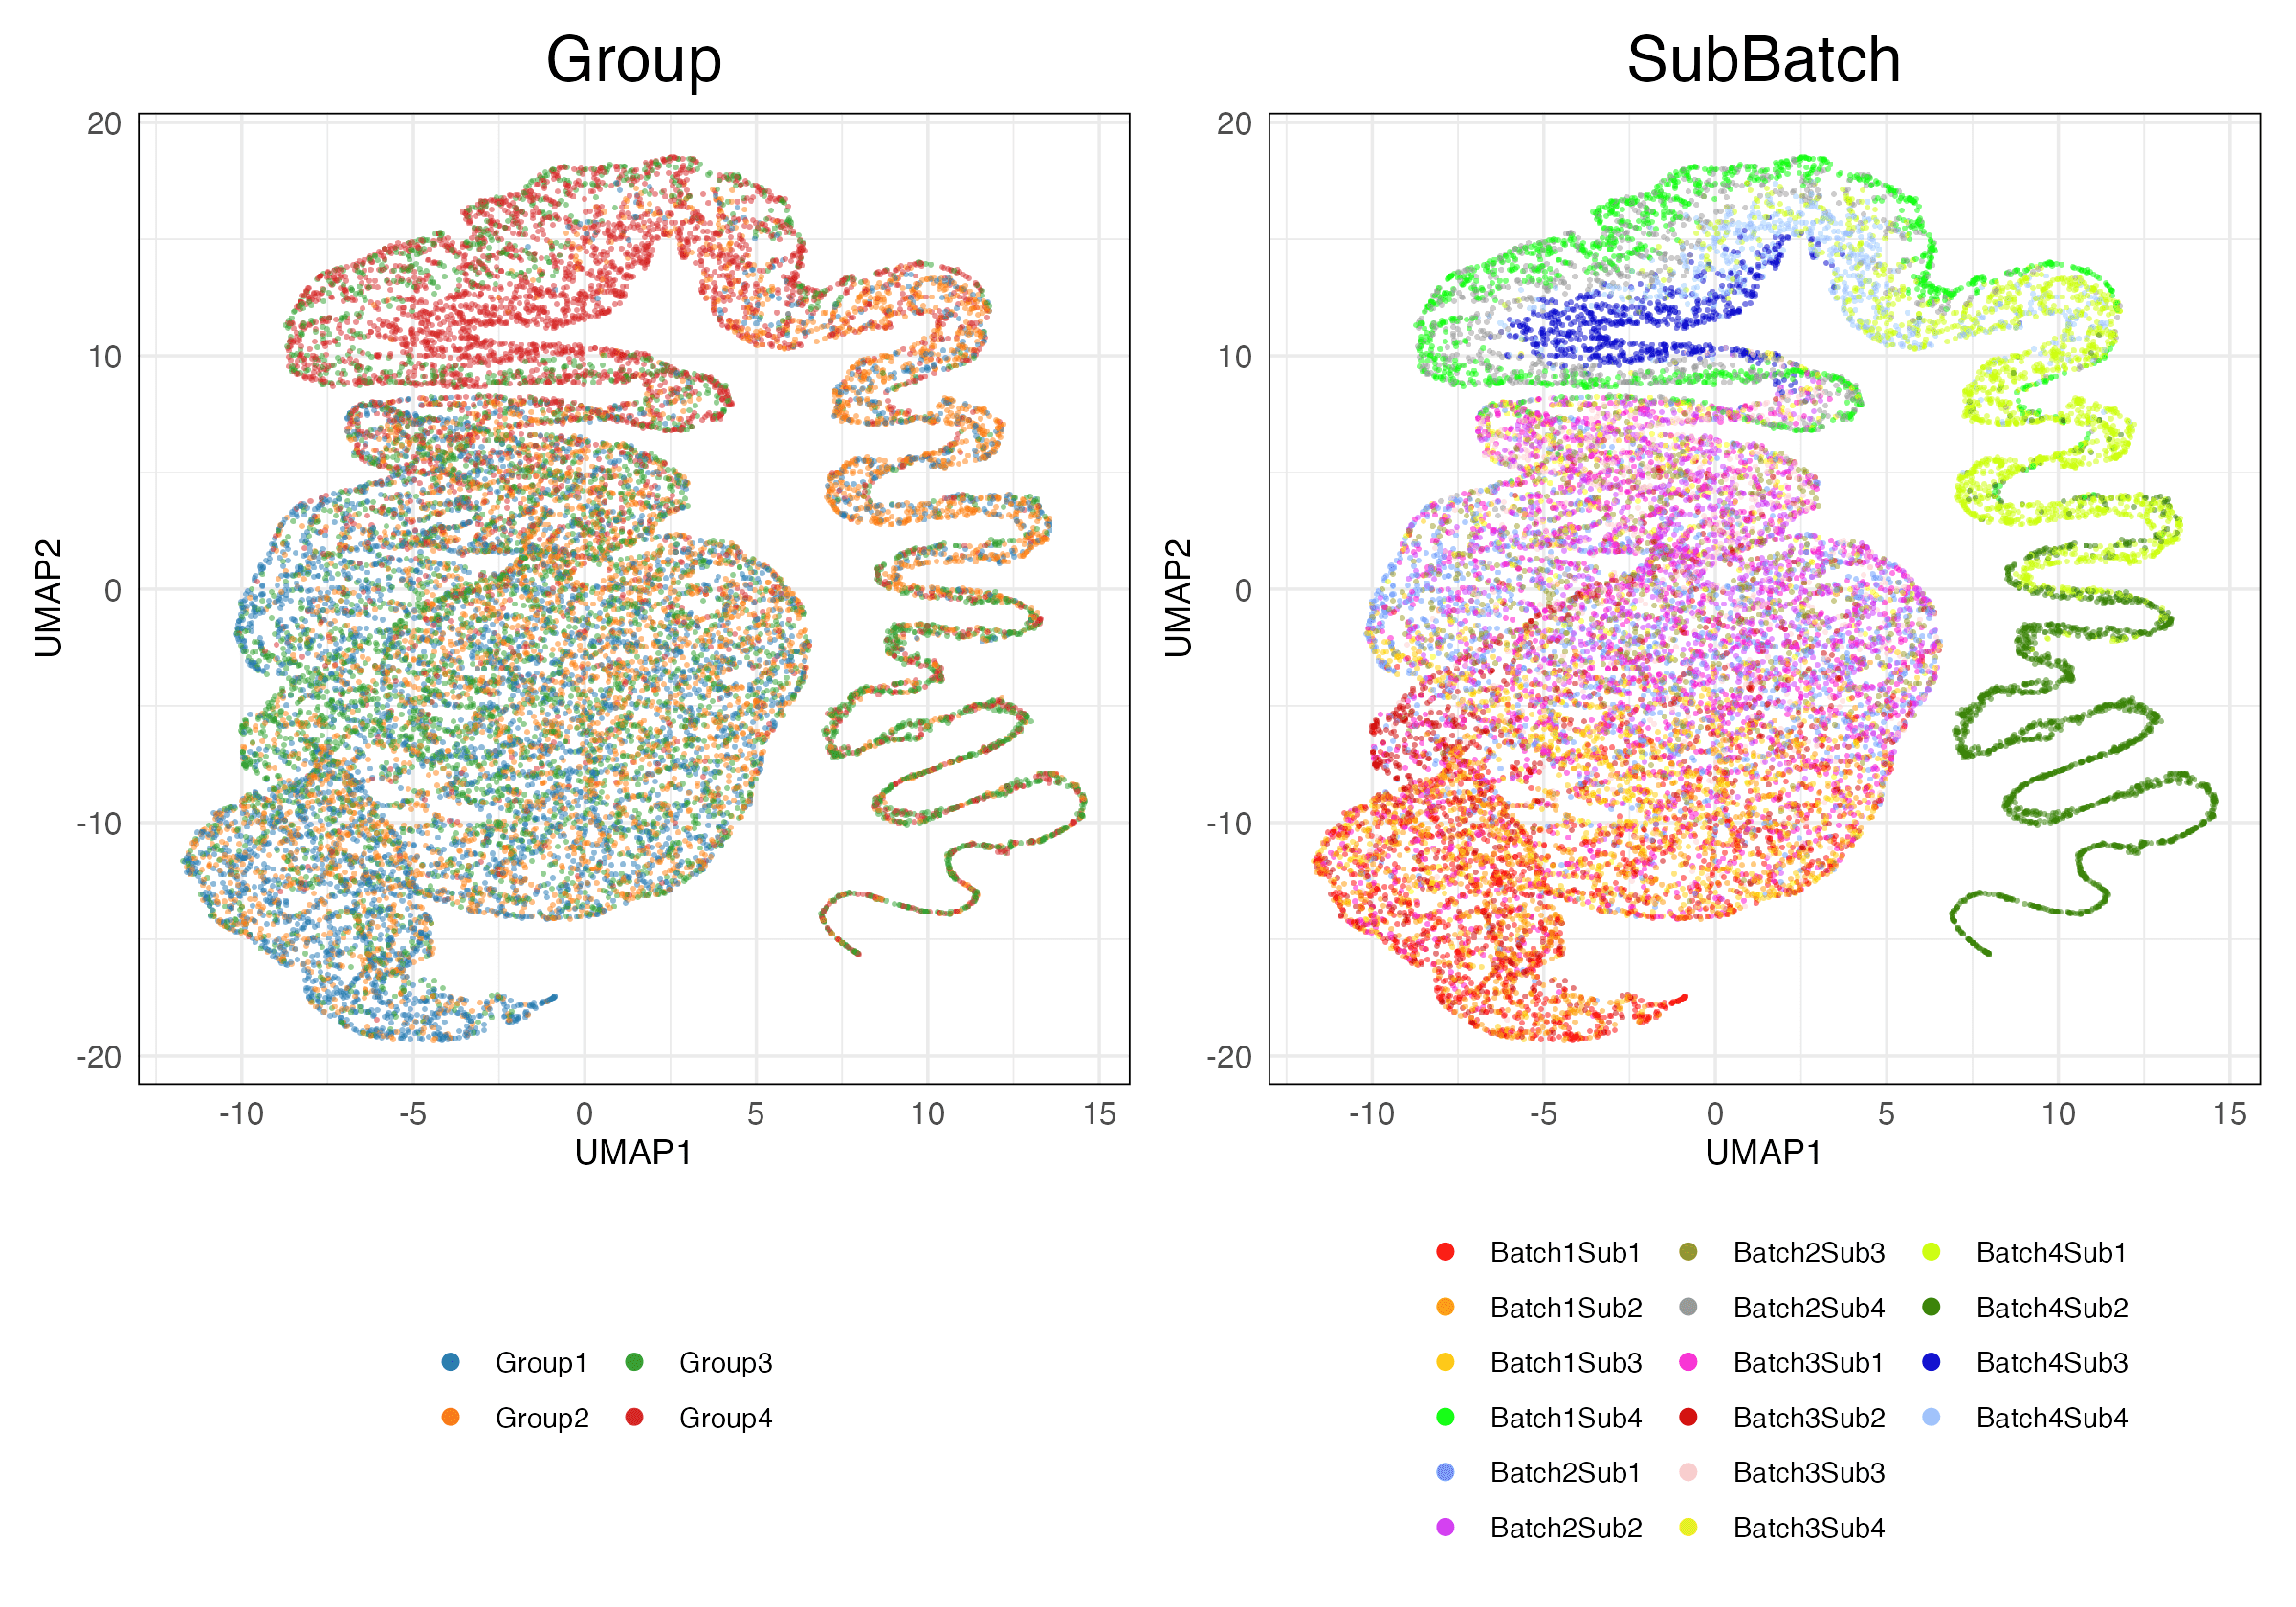 Group
SubBatch
20
10
0
-10
-20
UMAP2
-10 -5 0 5 10 15
UMAP1
20
10
0
-10
-20
UMAP2
-10 -5 0 5 10 15
UMAP1
Group1 Group3
Group2 Group4
Batch1Sub1 Batch2Sub3 Batch4Sub1
Batch1Sub2 Batch2Sub4 Batch4Sub2
Batch1Sub3 Batch3Sub1 Batch4Sub3
Batch1Sub4 Batch3Sub2 Batch4Sub4
Batch2Sub1 Batch3Sub3
Batch2Sub2 Batch3Sub4